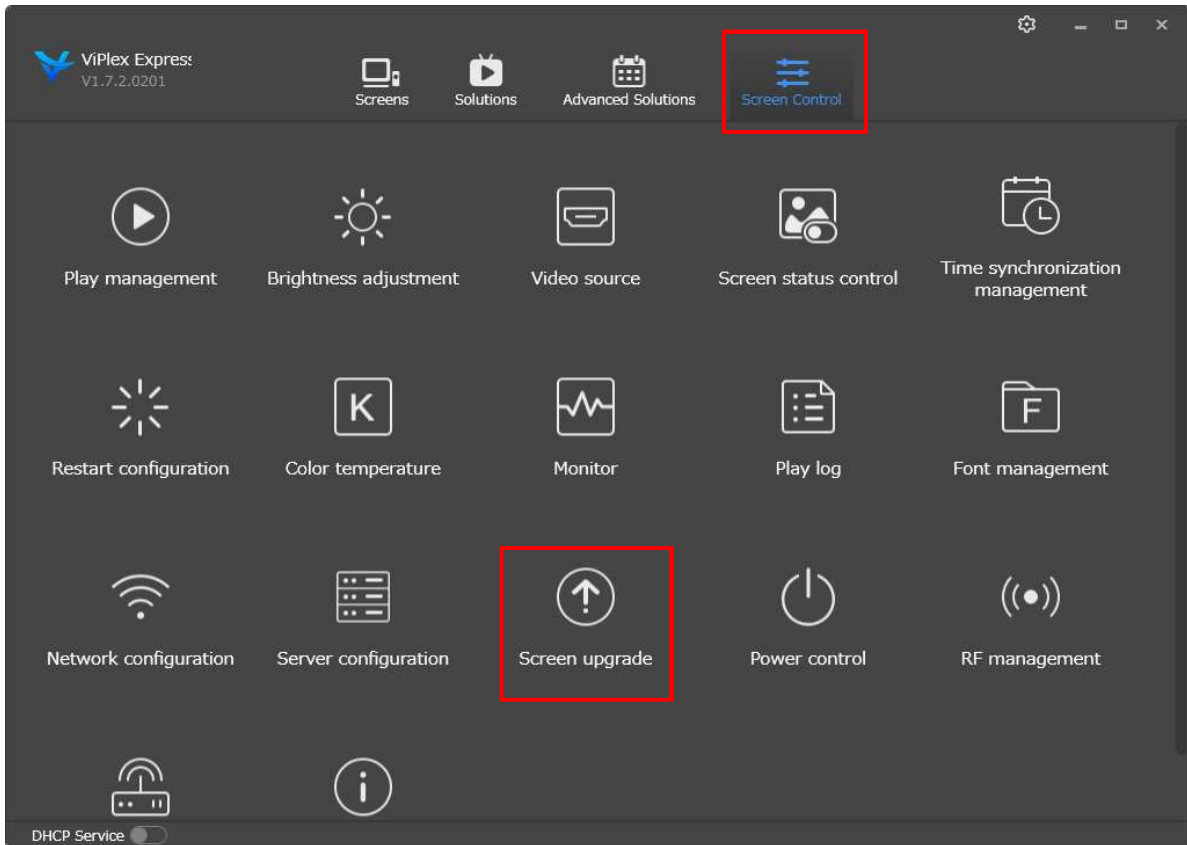 ViPlex Express
V1.7.2.0201
Screens
Solutions
Advanced Solutions
Screen Control
Play management
Brightness adjustment
Video source
Screen status control
Time synchronization
management
K
F
Restart configuration
Color temperature
Monitor
Play log
Font management
Network configuration
Server configuration
Screen upgrade
Power control
RF management
i
DHCP Service